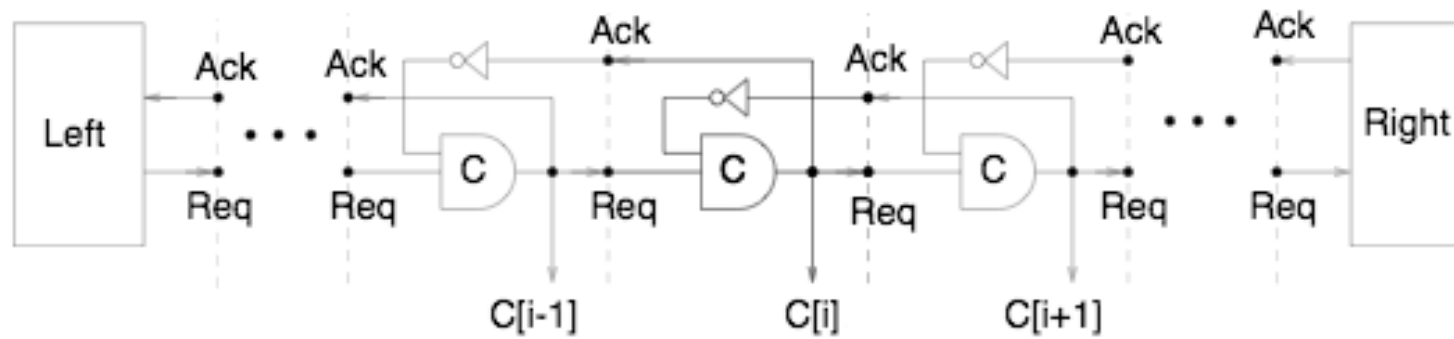 Ack Ack
Ack Ack Ack Ack
Left Right
C C C
Req Req Req Req Req Req
C[i-1] C[i] C[i+1]